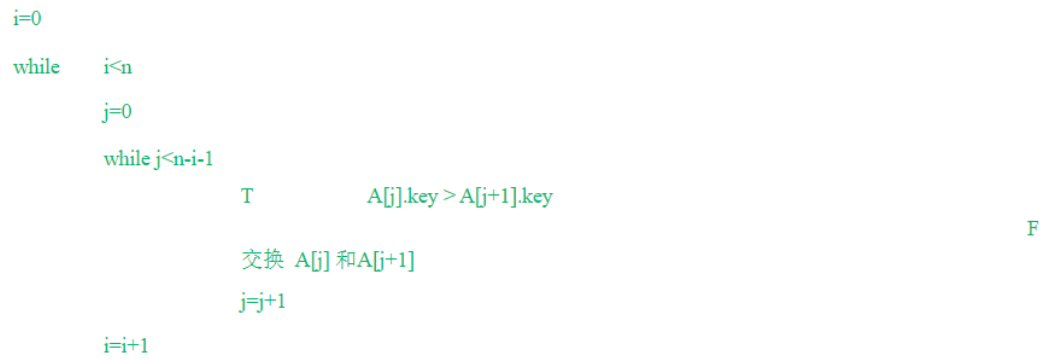 i=0
while i<n
j=0
while j<n-i-1
T A[j].key > A[j+1].key
F
交换 A[j] 和A[j+1]
j=j+1
i=i+1